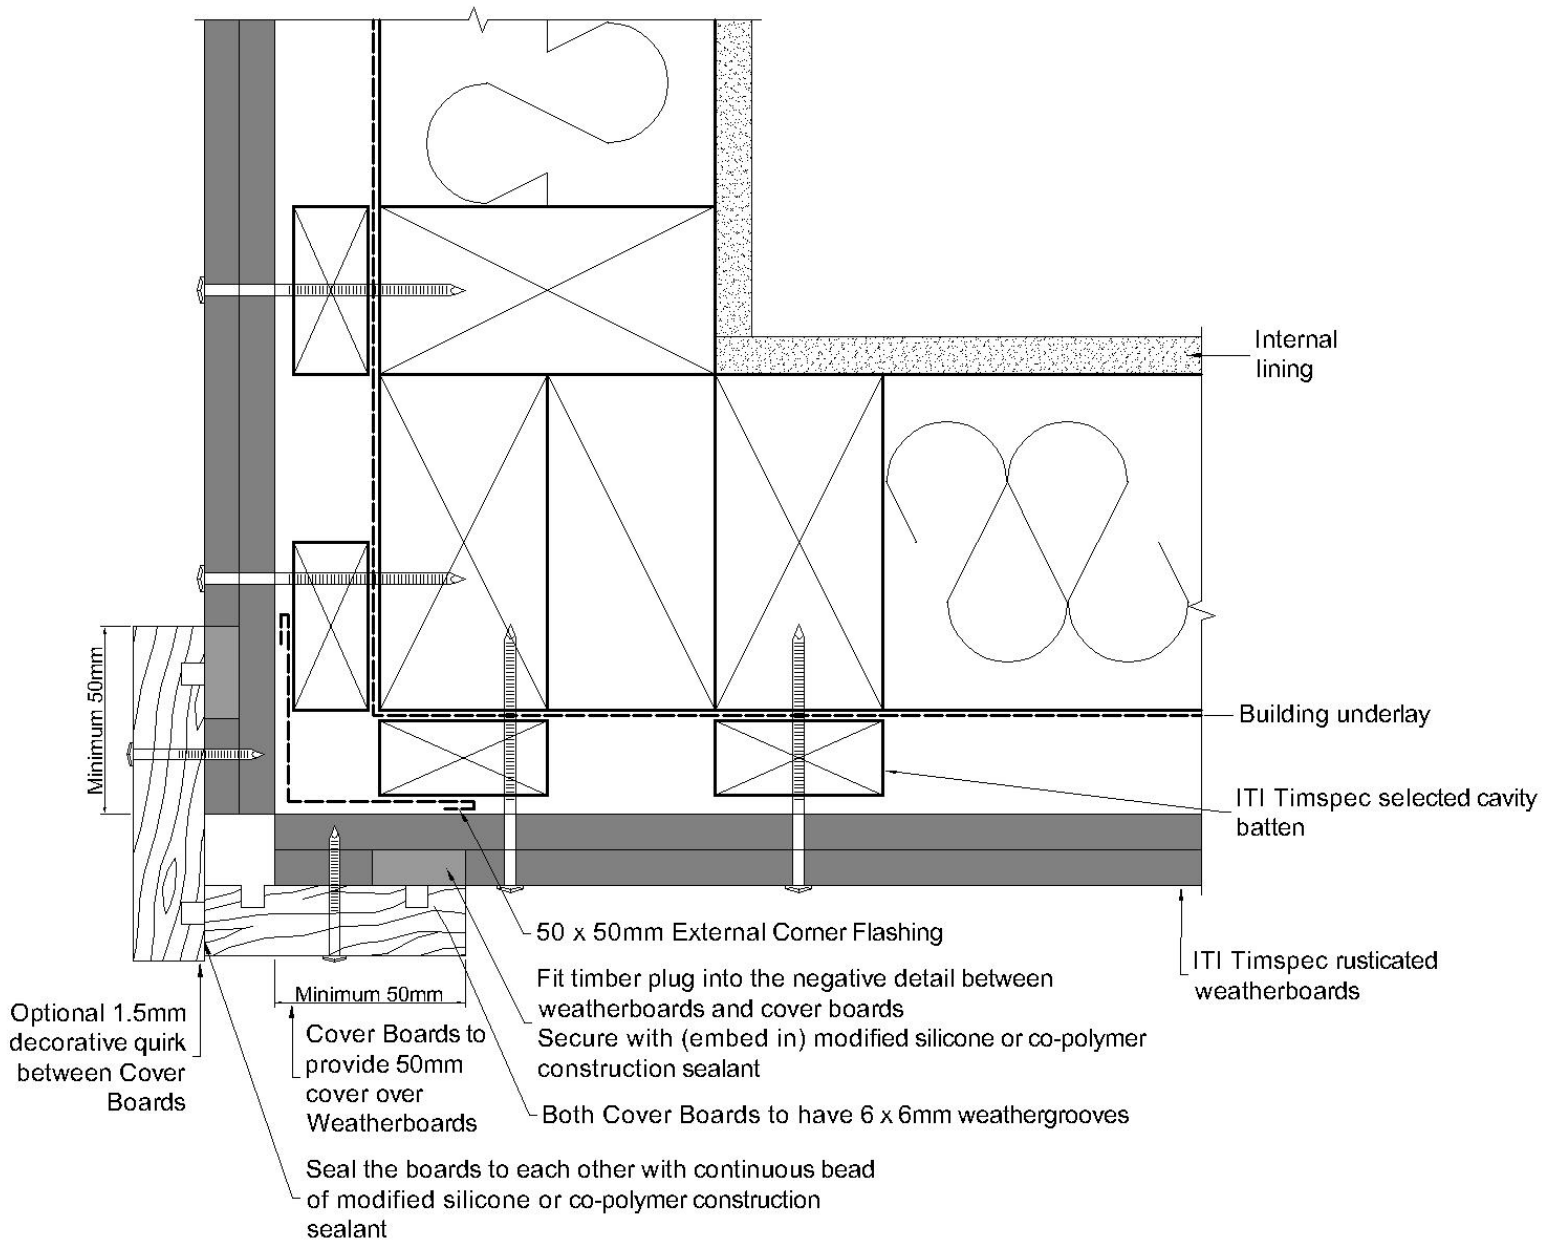 Internal
lining
Minimum 50mm
Building underlay
ITI Timspec selected cavity
batten
50 x 50mm External Corner Flashing
ITI Timspec rusticated
weatherboards
Fit timber plug into the negative detail between
weatherboards and cover boards
Secure with (embed in) modified silicone or co-polymer
construction sealant
Minimum 50mm
Optional 1.5mm
decorative quirk
between Cover
Boards
Cover Boards to
provide 50mm
cover over
Weatherboards
Both Cover Boards to have 6 x 6mm weathergrooves
Seal the boards to each other with continuous bead
of modified silicone or co-polymer construction
sealant